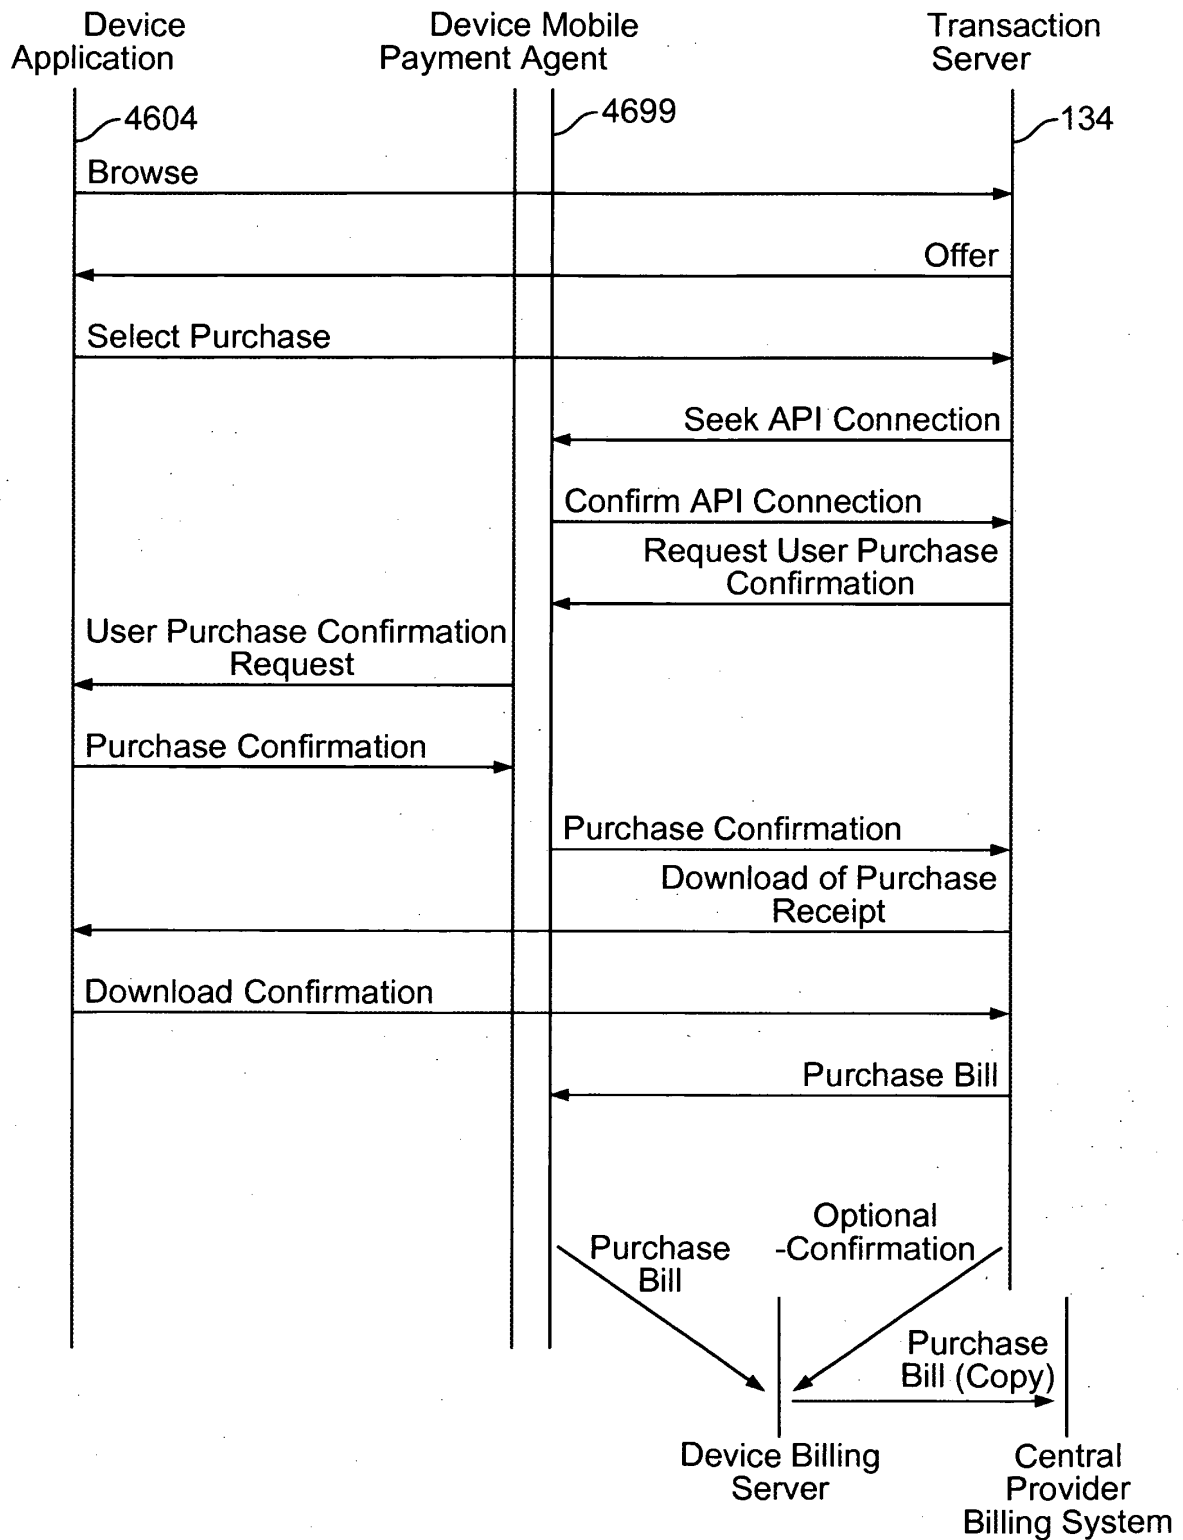 Device
Application
Device Mobile
Payment Agent
Transaction
Server
4604
4699
134
Browse
Offer
Select Purchase
Seek API Connection
Confirm API Connection
Request User Purchase
Confirmation
User Purchase Confirmation
Request
Purchase Confirmation
Purchase Confirmation
Download of Purchase
Receipt
Download Confirmation
Purchase Bill
Purchase
Bill
Optional
-Confirmation
Purchase
Bill (Copy)
Device Billing
Server
Central
Provider
Billing System